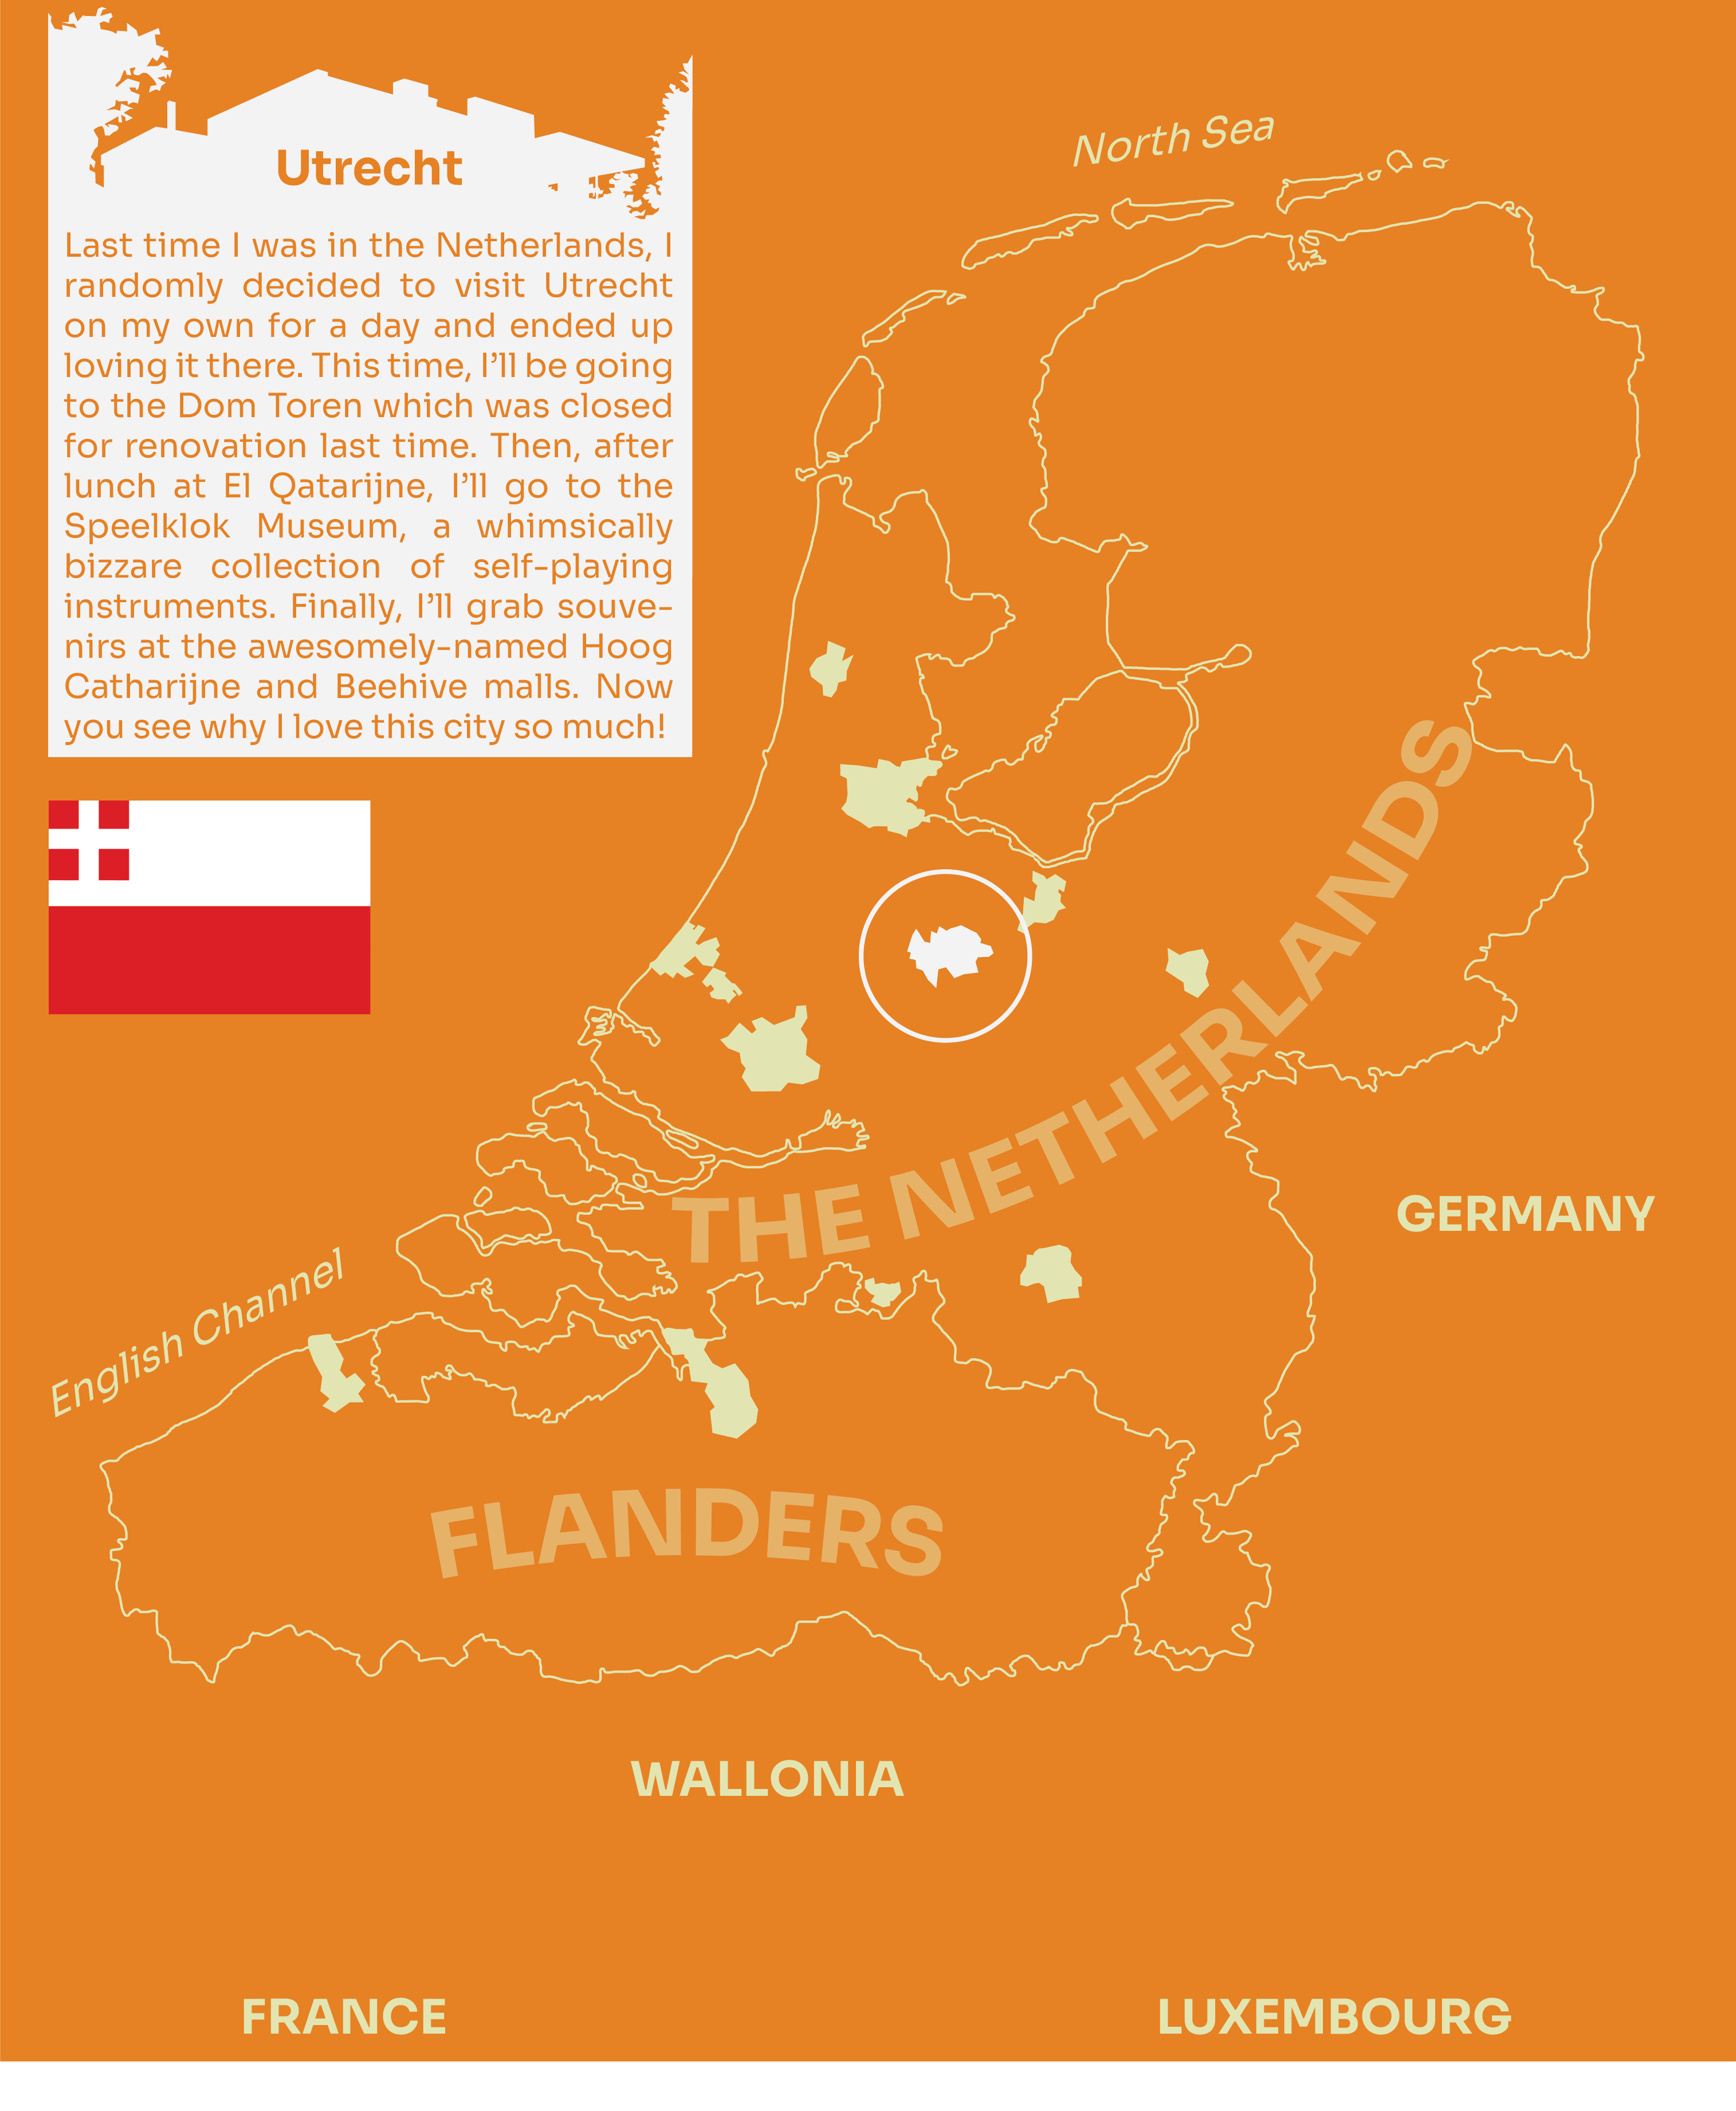 Utrecht
Last time I was in the Netherlands, I
randomly decided to visit Utrecht
on my own for a day and ended up
loving it there. This time, I'll be going
to the Dom Toren which was closed
for renovation last time. Then, after
lunch at El Qatarijne, I'll go to the
Speelklok Museum, a whimsically
bizzare collection of self-playing
instruments. Finally, I'll grab souve-
nirs at the awesomely-named Hoog
Catharijne and Beehive malls. Now
you see why I love this city so much!
North Sea
THE NETHERLANDS
GERMANY
English Channel
FLANDERS
WALLONIA
FRANCE
LUXEMBOURG